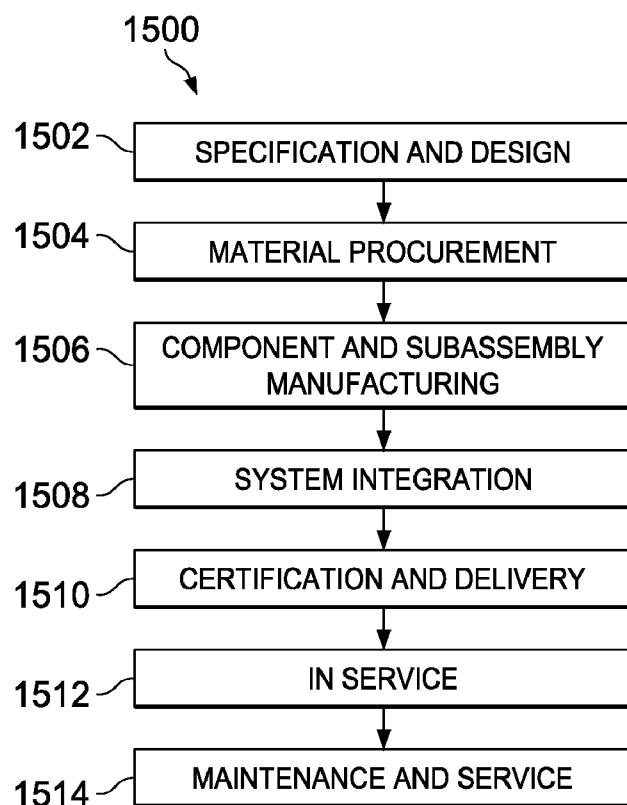 1500
1502
SPECIFICATION AND DESIGN
1504
MATERIAL PROCUREMENT
1506
COMPONENT AND SUBASSEMBLY
MANUFACTURING
1508
SYSTEM INTEGRATION
1510
CERTIFICATION AND DELIVERY
1512
IN SERVICE
1514
MAINTENANCE AND SERVICE